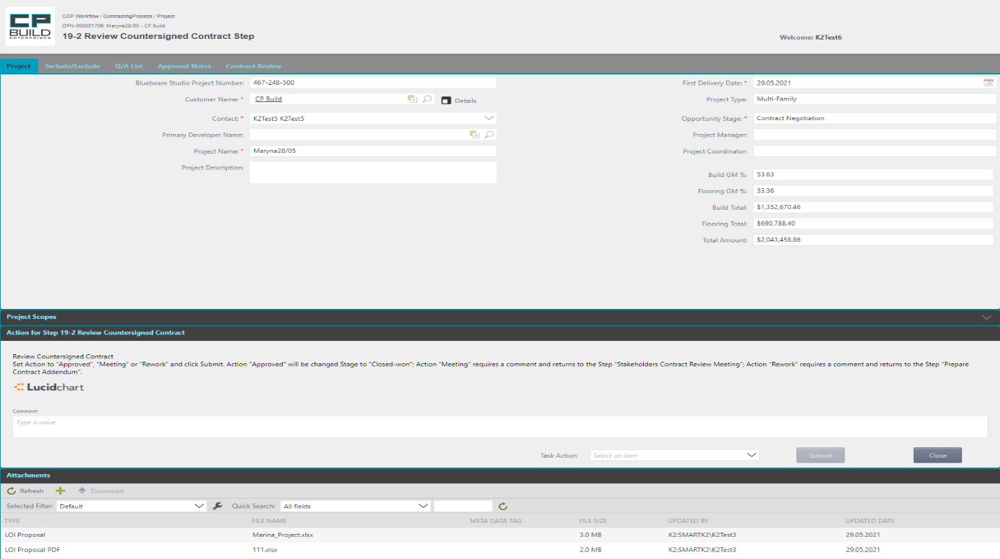 CP
BUILD
ENTERPRISES
CCP Workflow / ContractingProcess / Project
OPN-000001706: Maryna28/05 - CP Build
19-2 Review Countersigned Contract Step
Welcome: K2Test6
Project Include/Exclude Q/A List Approval Notes Contract Review
Bluebeam Studio Project Number: 467-248-500
Customer Name: * CP Build Details
Contact: * K2Test5 K2Test5
Primary Developer Name:
Project Name: * Maryna28/05
Project Description:
First Delivery Date: * 29.05.2021
Project Type: Multi-Family
Opportunity Stage: * Contract Negotiation
Project Manager:
Project Coordinator:
Build GM %: 53.63
Flooring GM %: 33.36
Build Total: $1,352,670.46
Flooring Total: $690,788.40
Total Amount: $2,043,458.86
Project Scopes
Action for Step 19-2 Review Countersigned Contract
Review Countersigned Contract
Set Action to “Approved”, “Meeting” or “Rework” and click Submit. Action "Approved" will be changed Stage to "Closed-won"; Action “Meeting” requires a comment and returns to the Step “Stakeholders Contract Review Meeting”; Action “Rework” requires a comment and returns to the Step “Prepare
Contract Addendum”.
Lucidchart
Comment:
Type a value
Task Action: Select an item Submit Close
Attachments
Refresh Download
Selected Filter: Default Quick Search: All fields
TYPE FILE NAME META DATA TAG FILE SIZE UPDATED BY UPDATED DATE
LOI Proposal Marina_Project.xlsx 3.0 MB K2:SMARTK2\K2Test3 29.05.2021
LOI Proposal PDF 111.xlsx 2.0 MB K2:SMARTK2\K2Test3 29.05.2021